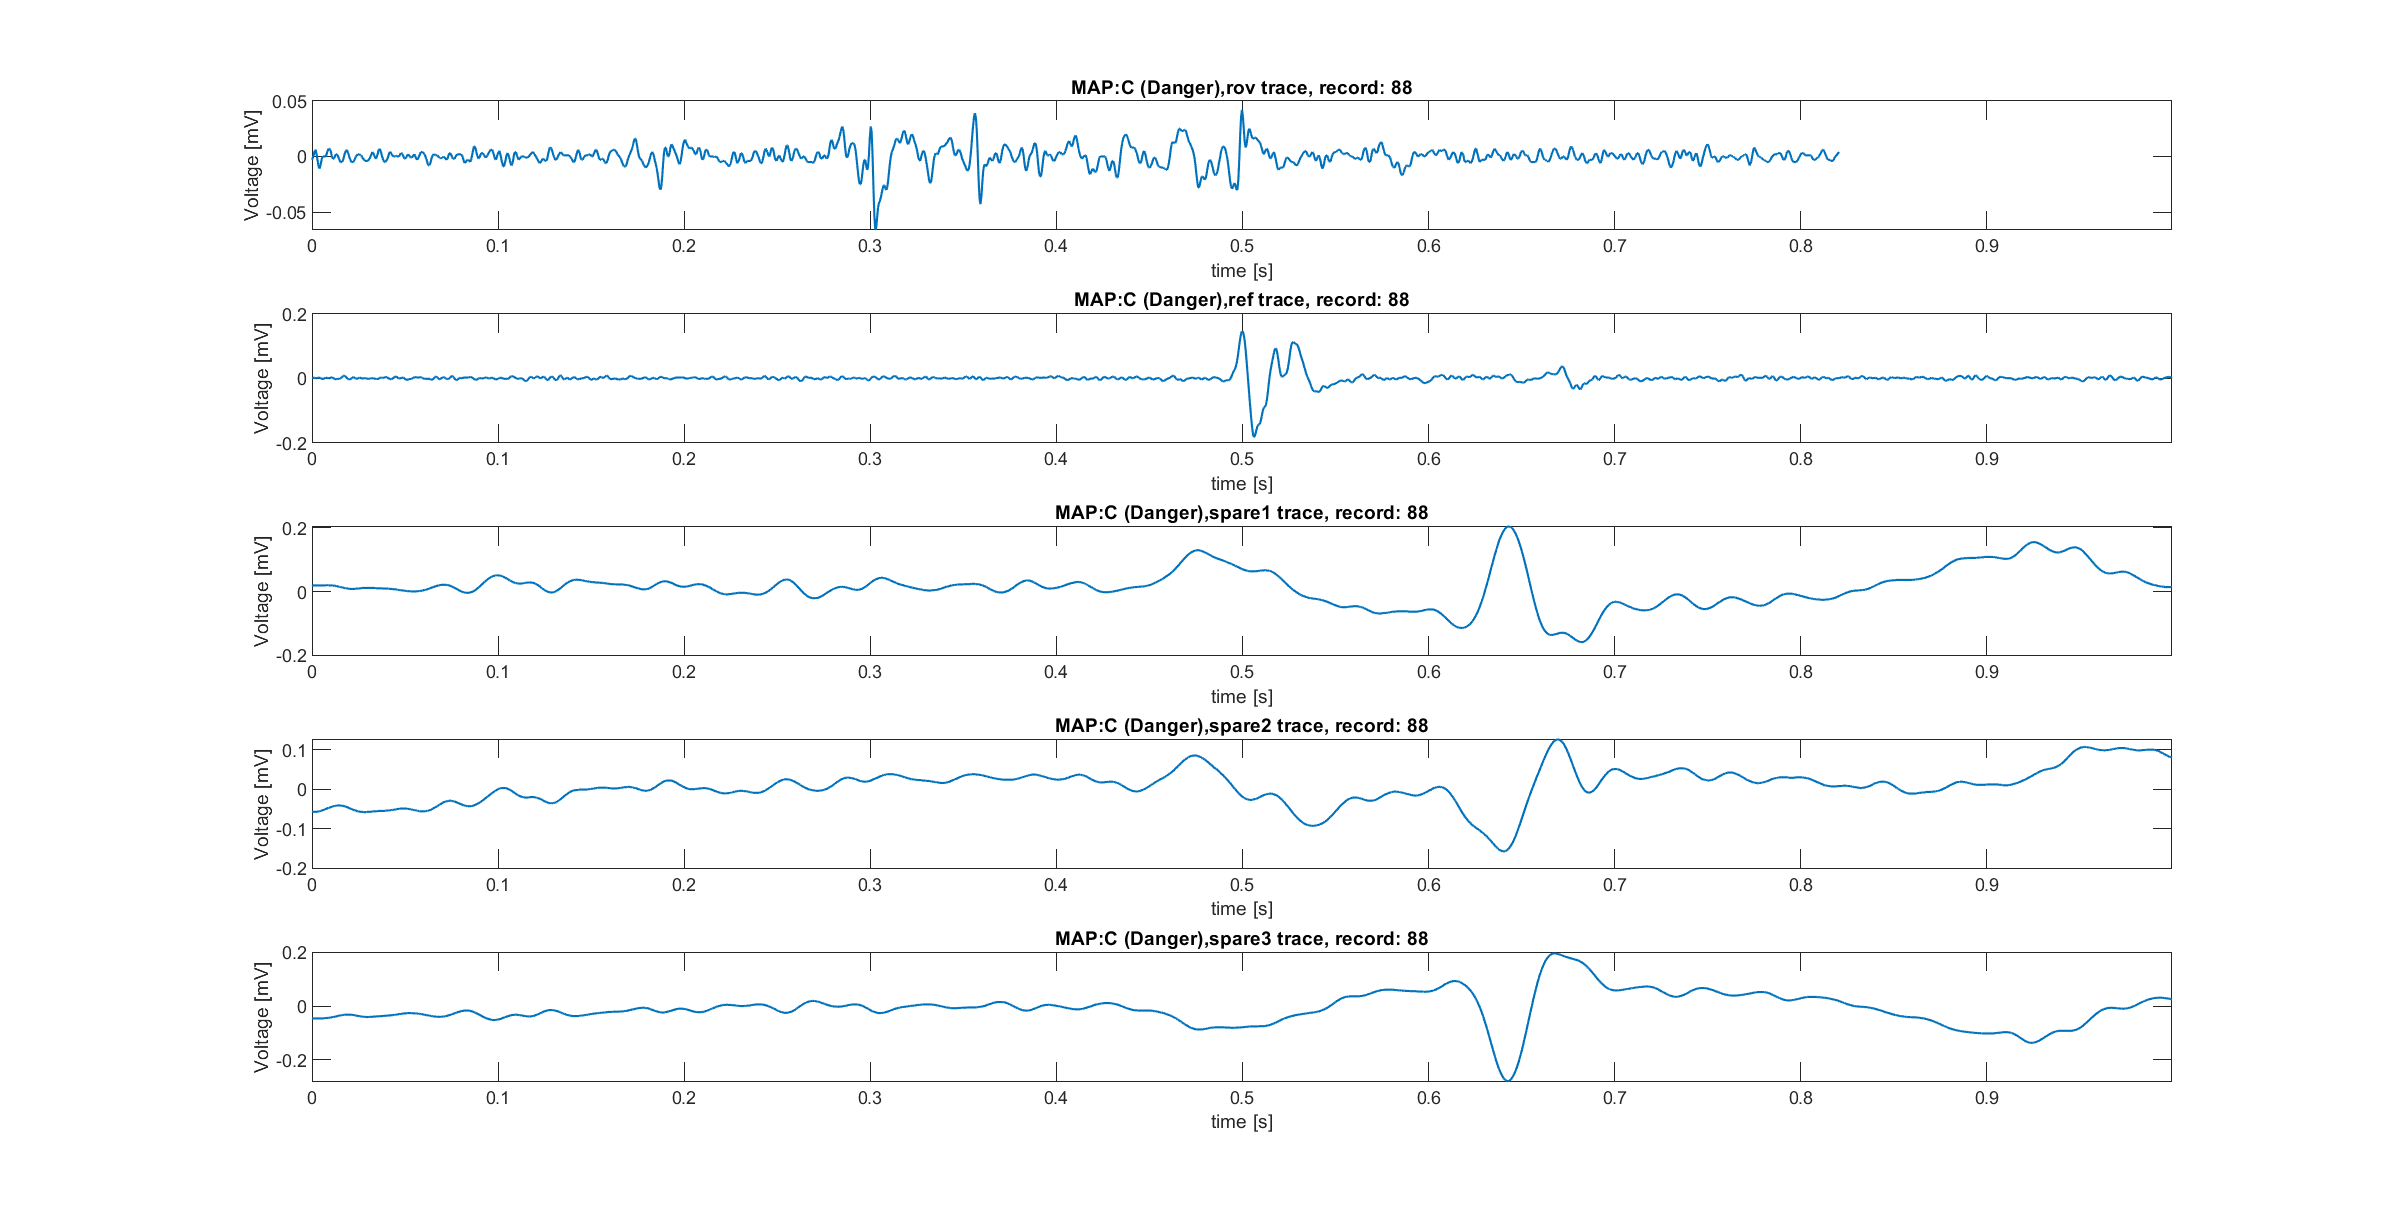 MAP:C (Danger),rov trace, record: 88
Voltage [mV]
0.05
0
-0.05
0 0.1 0.2 0.3 0.4 0.5 0.6 0.7 0.8 0.9
time [s]
MAP:C (Danger),ref trace, record: 88
Voltage [mV]
0.2
0
-0.2
0 0.1 0.2 0.3 0.4 0.5 0.6 0.7 0.8 0.9
time [s]
MAP:C (Danger),spare1 trace, record: 88
Voltage [mV]
0.2
0
-0.2
0 0.1 0.2 0.3 0.4 0.5 0.6 0.7 0.8 0.9
time [s]
MAP:C (Danger),spare2 trace, record: 88
Voltage [mV]
0.1
0
-0.1
-0.2
0 0.1 0.2 0.3 0.4 0.5 0.6 0.7 0.8 0.9
time [s]
MAP:C (Danger),spare3 trace, record: 88
Voltage [mV]
0.2
0
-0.2
0 0.1 0.2 0.3 0.4 0.5 0.6 0.7 0.8 0.9
time [s]